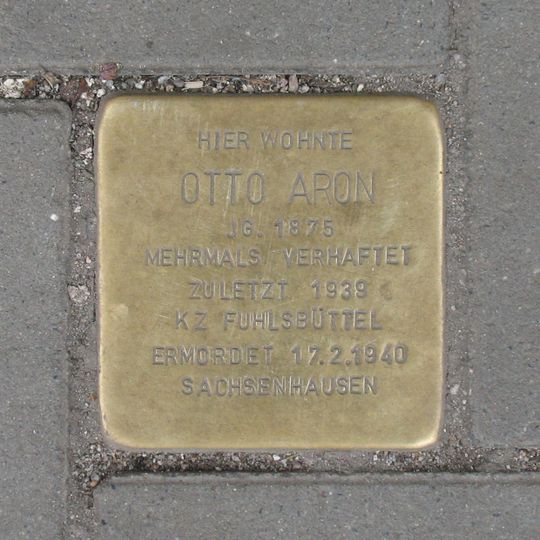 HIER WOHNTE
OTTO ARON
JG. 1875
MEHRMALS VERHAFTET
ZULETZT 1939
KZ FUHLSBÜTTEL
ERMORDET 17.2.1940
SACHSENHAUSEN